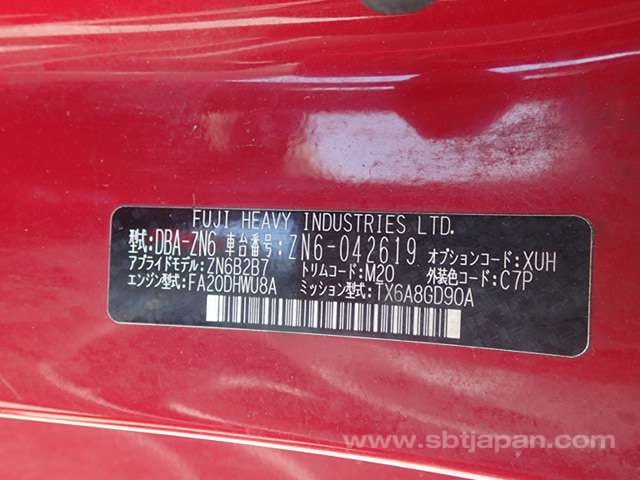 FUJI HEAVY INDUSTRIES LTD.
型式:DBA-ZN6 車台番号:ZN6-042619 オプションコード:XUH
アプライドモデル:ZN6B2B7 トリムコード:M20 外装色コード:C7P
エンジン型式:FA20DHWU8A ミッション型式:TX6A8GD90A
www.sbtjapan.com